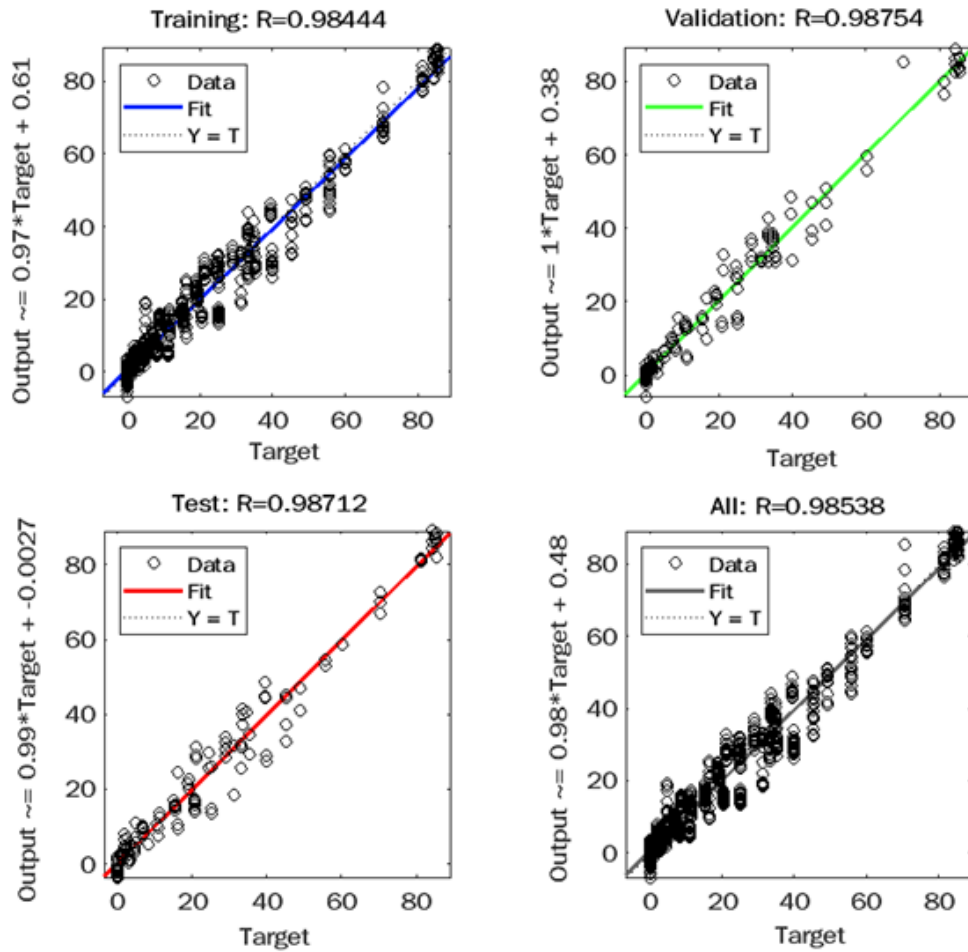 Training: R=0.98444
Output ~= 0.97*Target + 0.61
80
60
40
20
0
Data
Fit
Y = T
0 20 40 60 80
Target
Validation: R=0.98754
Output ~= 1*Target + 0.38
80
60
40
20
0
Data
Fit
Y = T
0 20 40 60 80
Target
Test: R=0.98712
Output ~= 0.99*Target + -0.0027
80
60
40
20
0
Data
Fit
Y = T
0 20 40 60 80
Target
All: R=0.98538
Output ~= 0.98*Target + 0.48
80
60
40
20
0
Data
Fit
Y = T
0 20 40 60 80
Target